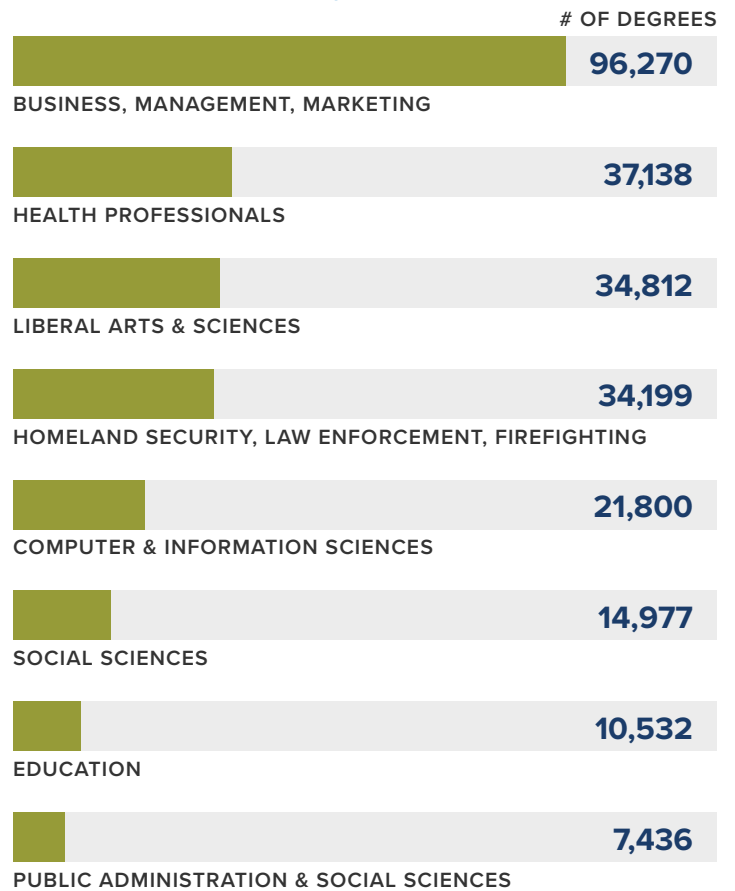 # OF DEGREES
96,270
BUSINESS, MANAGEMENT, MARKETING
37,138
HEALTH PROFESSIONALS
34,812
LIBERAL ARTS & SCIENCES
34,199
HOMELAND SECURITY, LAW ENFORCEMENT, FIREFIGHTING
21,800
COMPUTER & INFORMATION SCIENCES
14,977
SOCIAL SCIENCES
10,532
EDUCATION
7,436
PUBLIC ADMINISTRATION & SOCIAL SCIENCES